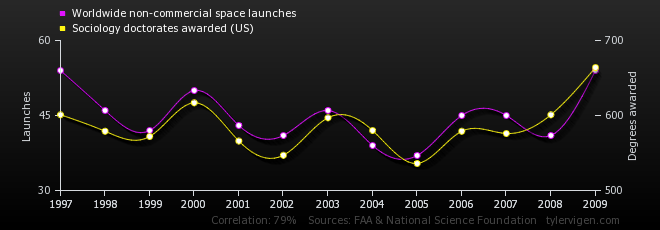 Worldwide non-commercial space launches
Sociology doctorates awarded (US)
60
45
30
Launches
700
600
500
Degrees awarded
1997 1998 1999 2000 2001 2002 2003 2004 2005 2006 2007 2008 2009
Correlation: 79% Sources: FAA & National Science Foundation tylervigen.com